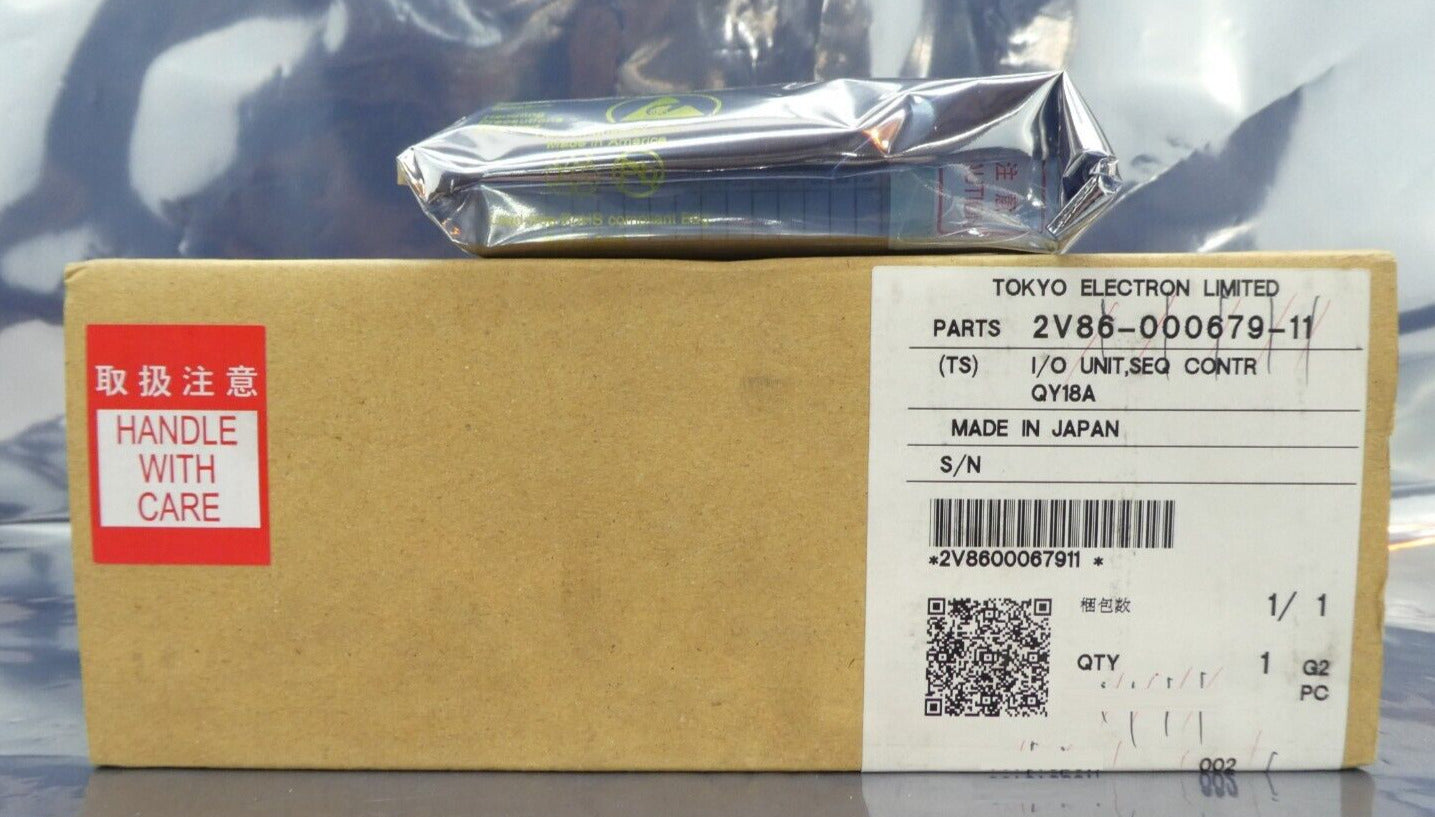 Made in America
取扱注意
HANDLE
WITH
CARE
TOKYO ELECTRON LIMITED
PARTS 2V86-000679-11
(TS) I/O UNIT,SEQ CONTR
QY18A
MADE IN JAPAN
S/N
*2V8600067911 *
梱包数 1/ 1
QTY 1 G2
PC
002